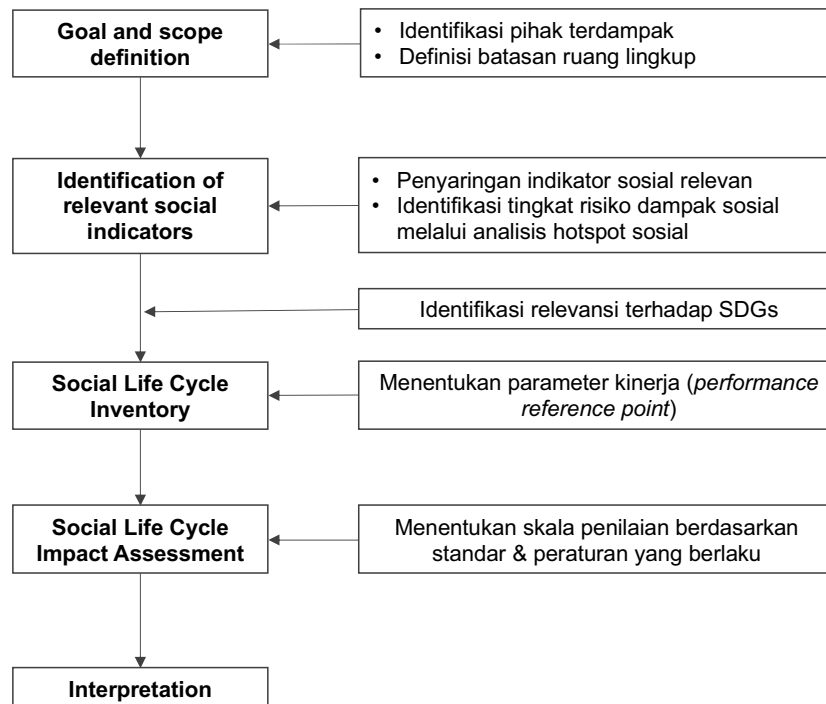 Goal and scope
definition
• Identifikasi pihak terdampak
• Definisi batasan ruang lingkup
Identification of
relevant social
indicators
• Penyaringan indikator sosial relevan
• Identifikasi tingkat risiko dampak sosial
melalui analisis hotspot sosial
Identifikasi relevansi terhadap SDGs
Social Life Cycle
Inventory
Menentukan parameter kinerja (performance
reference point)
Social Life Cycle
Impact Assessment
Menentukan skala penilaian berdasarkan
standar & peraturan yang berlaku
Interpretation